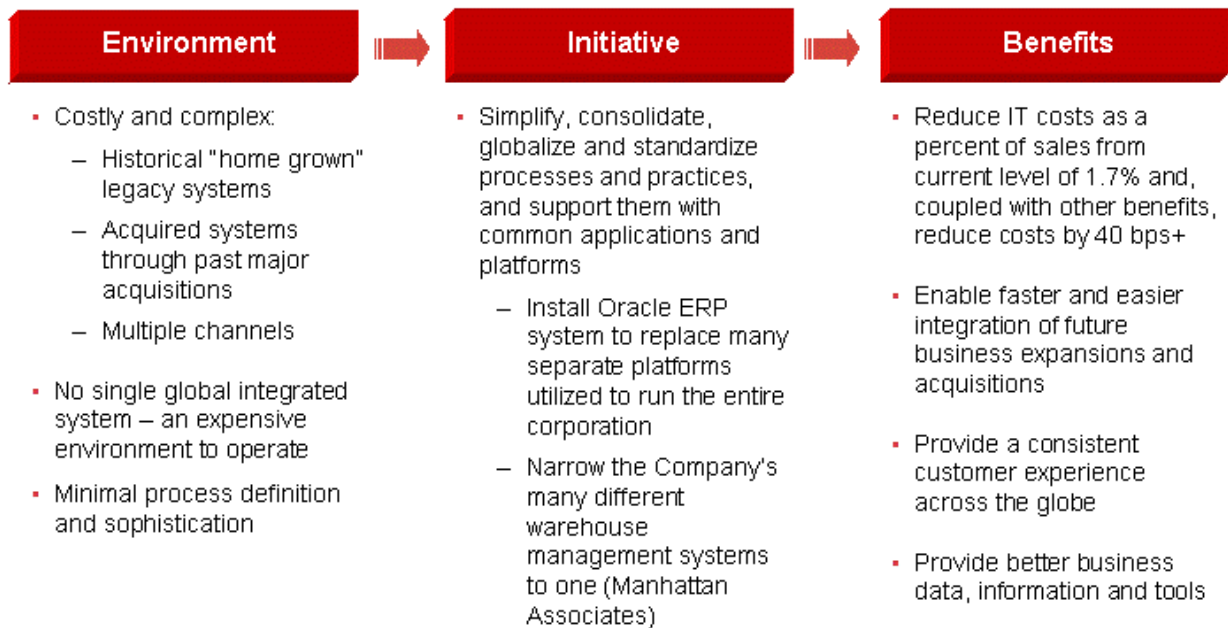 Environment
Initiative
Benefits
▪ Costly and complex:
– Historical "home grown"
legacy systems
– Acquired systems
through past major
acquisitions
– Multiple channels
▪ No single global integrated
system – an expensive
environment to operate
▪ Minimal process definition
and sophistication
▪ Simplify, consolidate,
globalize and standardize
processes and practices,
and support them with
common applications and
platforms
– Install Oracle ERP
system to replace many
separate platforms
utilized to run the entire
corporation
– Narrow the Company's
many different
warehouse
management systems
to one (Manhattan
Associates)
▪ Reduce IT costs as a
percent of sales from
current level of 1.7% and,
coupled with other benefits,
reduce costs by 40 bps+
▪ Enable faster and easier
integration of future
business expansions and
acquisitions
▪ Provide a consistent
customer experience
across the globe
▪ Provide better business
data, information and tools